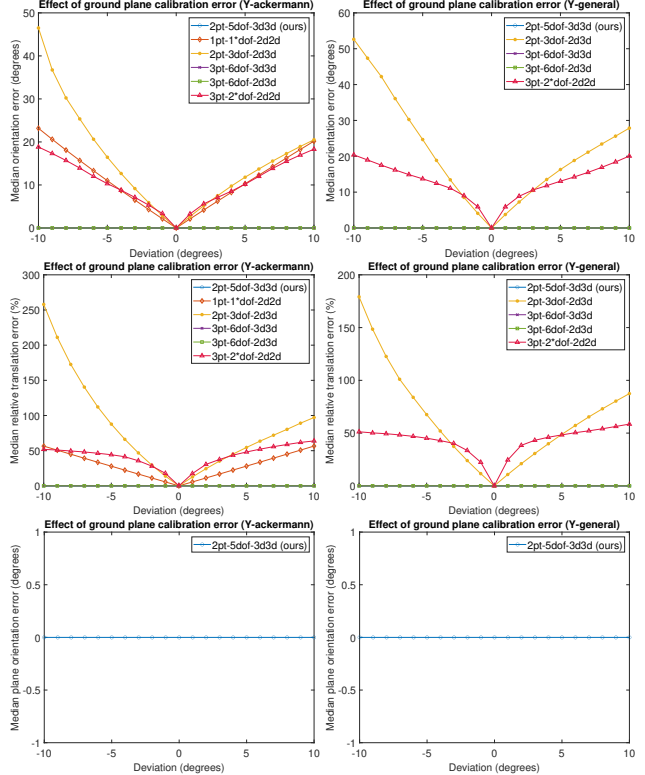 Effect of ground plane calibration error (Y-ackermann)
50
40
30
20
10
0
Median orientation error (degrees)
2pt-5dof-3d3d (ours)
1pt-1*dof-2d2d
2pt-3dof-2d3d
3pt-6dof-3d3d
3pt-6dof-2d3d
3pt-2*dof-2d2d
-10
-5
0
5
10
Deviation (degrees)
Effect of ground plane calibration error (Y-general)
60
50
40
30
20
10
0
Median orientation error (degrees)
2pt-5dof-3d3d (ours)
2pt-3dof-2d3d
3pt-6dof-3d3d
3pt-6dof-2d3d
3pt-2*dof-2d2d
-10
-5
0
5
10
Deviation (degrees)
Effect of ground plane calibration error (Y-ackermann)
300
250
200
150
100
50
0
Median relative translation error (%)
2pt-5dof-3d3d (ours)
1pt-1*dof-2d2d
2pt-3dof-2d3d
3pt-6dof-3d3d
3pt-6dof-2d3d
3pt-2*dof-2d2d
-10
-5
0
5
10
Deviation (degrees)
Effect of ground plane calibration error (Y-general)
200
150
100
50
0
Median relative translation error (%)
2pt-5dof-3d3d (ours)
2pt-3dof-2d3d
3pt-6dof-3d3d
3pt-6dof-2d3d
3pt-2*dof-2d2d
-10
-5
0
5
10
Deviation (degrees)
Effect of ground plane calibration error (Y-ackermann)
1
0.5
0
-0.5
-1
Median plane orientation error (degrees)
2pt-5dof-3d3d (ours)
-10
-5
0
5
10
Deviation (degrees)
Effect of ground plane calibration error (Y-general)
1
0.5
0
-0.5
-1
Median plane orientation error (degrees)
2pt-5dof-3d3d (ours)
-10
-5
0
5
10
Deviation (degrees)